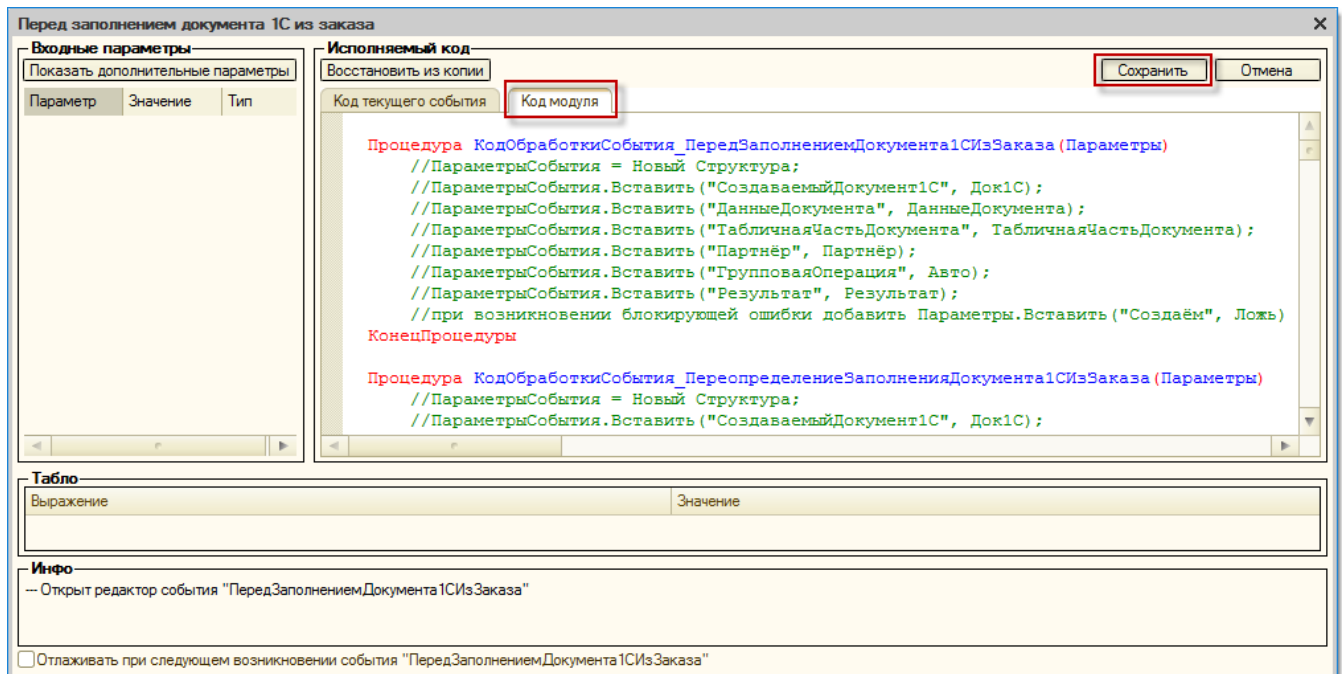 Перед заполнением документа 1С из заказа
Входные параметры
Показать дополнительные параметры
Параметр Значение Тип
Исполняемый код
Восстановить из копии Сохранить Отмена
Код текущего события Код модуля
Процедура КодОбработкиСобытия_ПередЗаполнениемДокумента1СИзЗаказа(Параметры)
//ПараметрыСобытия = Новый Структура;
//ПараметрыСобытия.Вставить("СоздаваемыйДокумент1С", Док1С);
//ПараметрыСобытия.Вставить("ДанныеДокумента", ДанныеДокумента);
//ПараметрыСобытия.Вставить("ТабличнаяЧастьДокумента", ТабличнаяЧастьДокумента);
//ПараметрыСобытия.Вставить("Партнёр", Партнёр);
//ПараметрыСобытия.Вставить("ГрупповаяОперация", Авто);
//ПараметрыСобытия.Вставить("Результат", Результат);
//при возникновении блокирующей ошибки добавить Параметры.Вставить("Создаём", Ложь)
КонецПроцедуры
Процедура КодОбработкиСобытия_ПереопределениеЗаполненияДокумента1СИзЗаказа(Параметры)
//ПараметрыСобытия = Новый Структура;
//ПараметрыСобытия.Вставить("СоздаваемыйДокумент1С", Док1С);
Табло
Выражение Значение
Инфо
--- Открыт редактор события "ПередЗаполнениемДокумента1СИзЗаказа"
Отлаживать при следующем возникновении события "ПередЗаполнениемДокумента1СИзЗаказа"